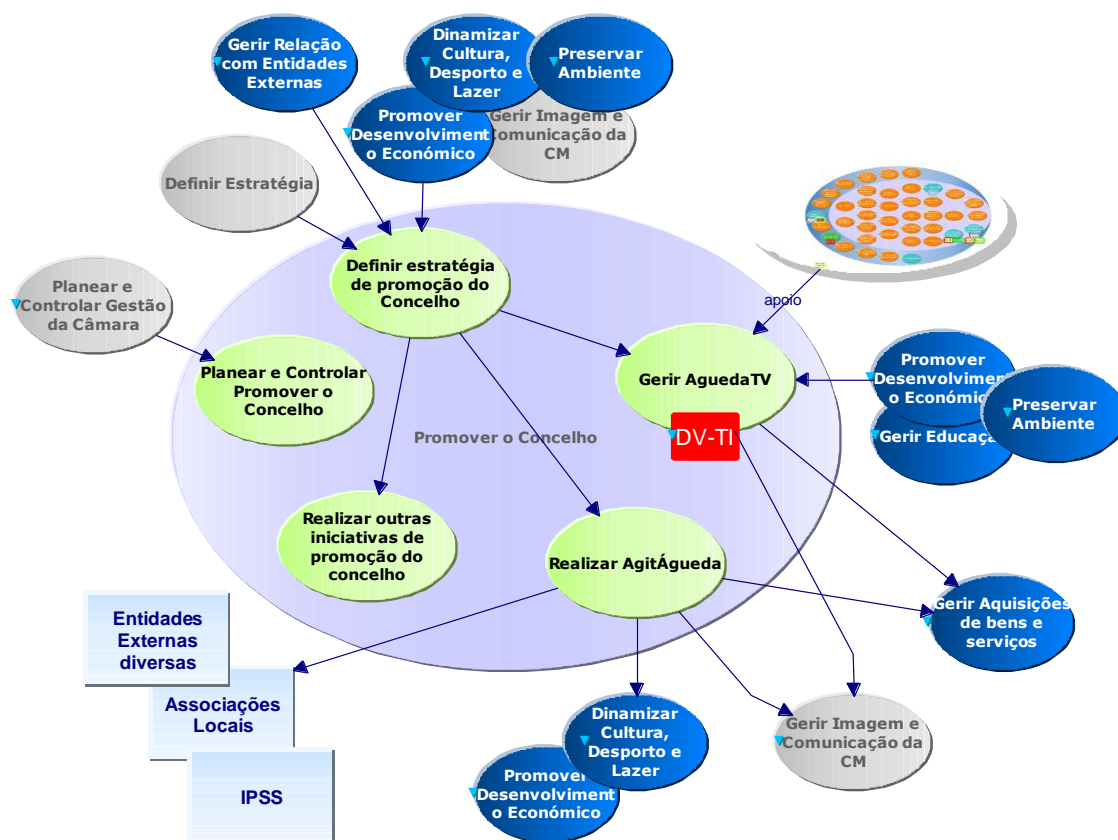 Gerir Relação
com Entidades
Externas
Dinamizar
Cultura,
Desporto e
Lazer
Preservar
Ambiente
Promover
Desenvolviment
o Económico
Gerir Imagem e
Comunicação da
CM
Definir Estratégia
Definir estratégia
de promoção do
Concelho
Planear e
Controlar Gestão
da Câmara
apoio
Planear e Controlar
Promover o
Concelho
Gerir AguedaTV
Promover
Desenvolviment
o Económico
Preservar
Ambiente
Gerir Educaçã
DV-TI
Promover o Concelho
Realizar outras
iniciativas de
promoção do
concelho
Realizar AgitÁgueda
Gerir Aquisições
de bens e
serviços
Entidades
Externas
diversas
Associações
Locais
IPSS
Dinamizar
Cultura,
Desporto e
Lazer
Promover
Desenvolviment
o Económico
Gerir Imagem e
Comunicação da
CM